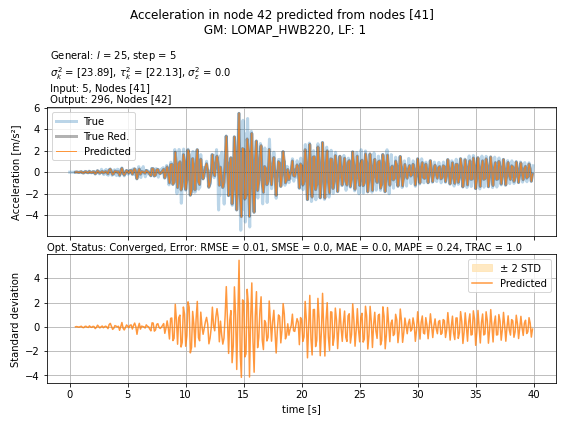 Acceleration in node 42 predicted from nodes [41]
GM: LOMAP_HWB220, LF: 1
General: l = 25, step = 5
σ²ₖ = [23.89], τ²ₖ = [22.13], σ²ε = 0.0
Input: 5, Nodes [41]
Output: 296, Nodes [42]
Acceleration [m/s²]
6
4
2
0
−2
−4
True
True Red.
Predicted
Opt. Status: Converged, Error: RMSE = 0.01, SMSE = 0.0, MAE = 0.0, MAPE = 0.24, TRAC = 1.0
Standard deviation
4
2
0
−2
−4
± 2 STD
Predicted
0 5 10 15 20 25 30 35 40
time [s]